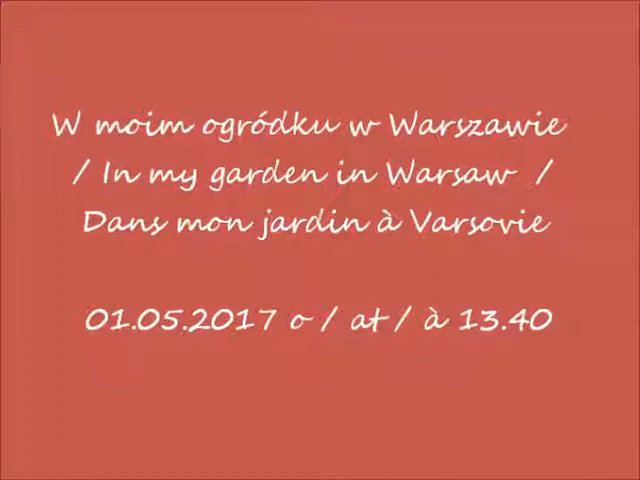 W moim ogródku w Warszawie
/ In my garden in Warsaw /
Dans mon jardin à Varsovie
01.05.2017 o / at / à 13.40